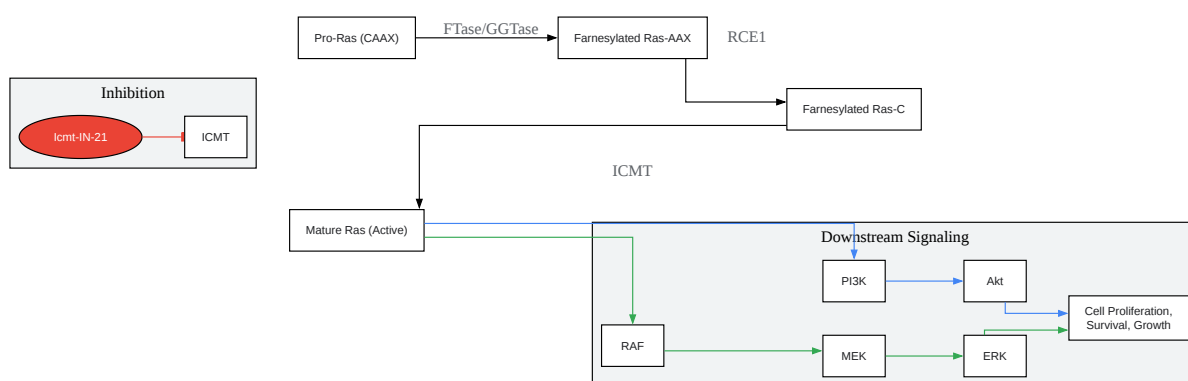 Pro-Ras (CAAX)
FTase/GGTase
Farnesylated Ras-AAX
RCE1
Inhibition
Icmt-IN-21
ICMT
Farnesylated Ras-C
ICMT
Mature Ras (Active)
Downstream Signaling
PI3K
Akt
Cell Proliferation,
Survival, Growth
RAF
MEK
ERK